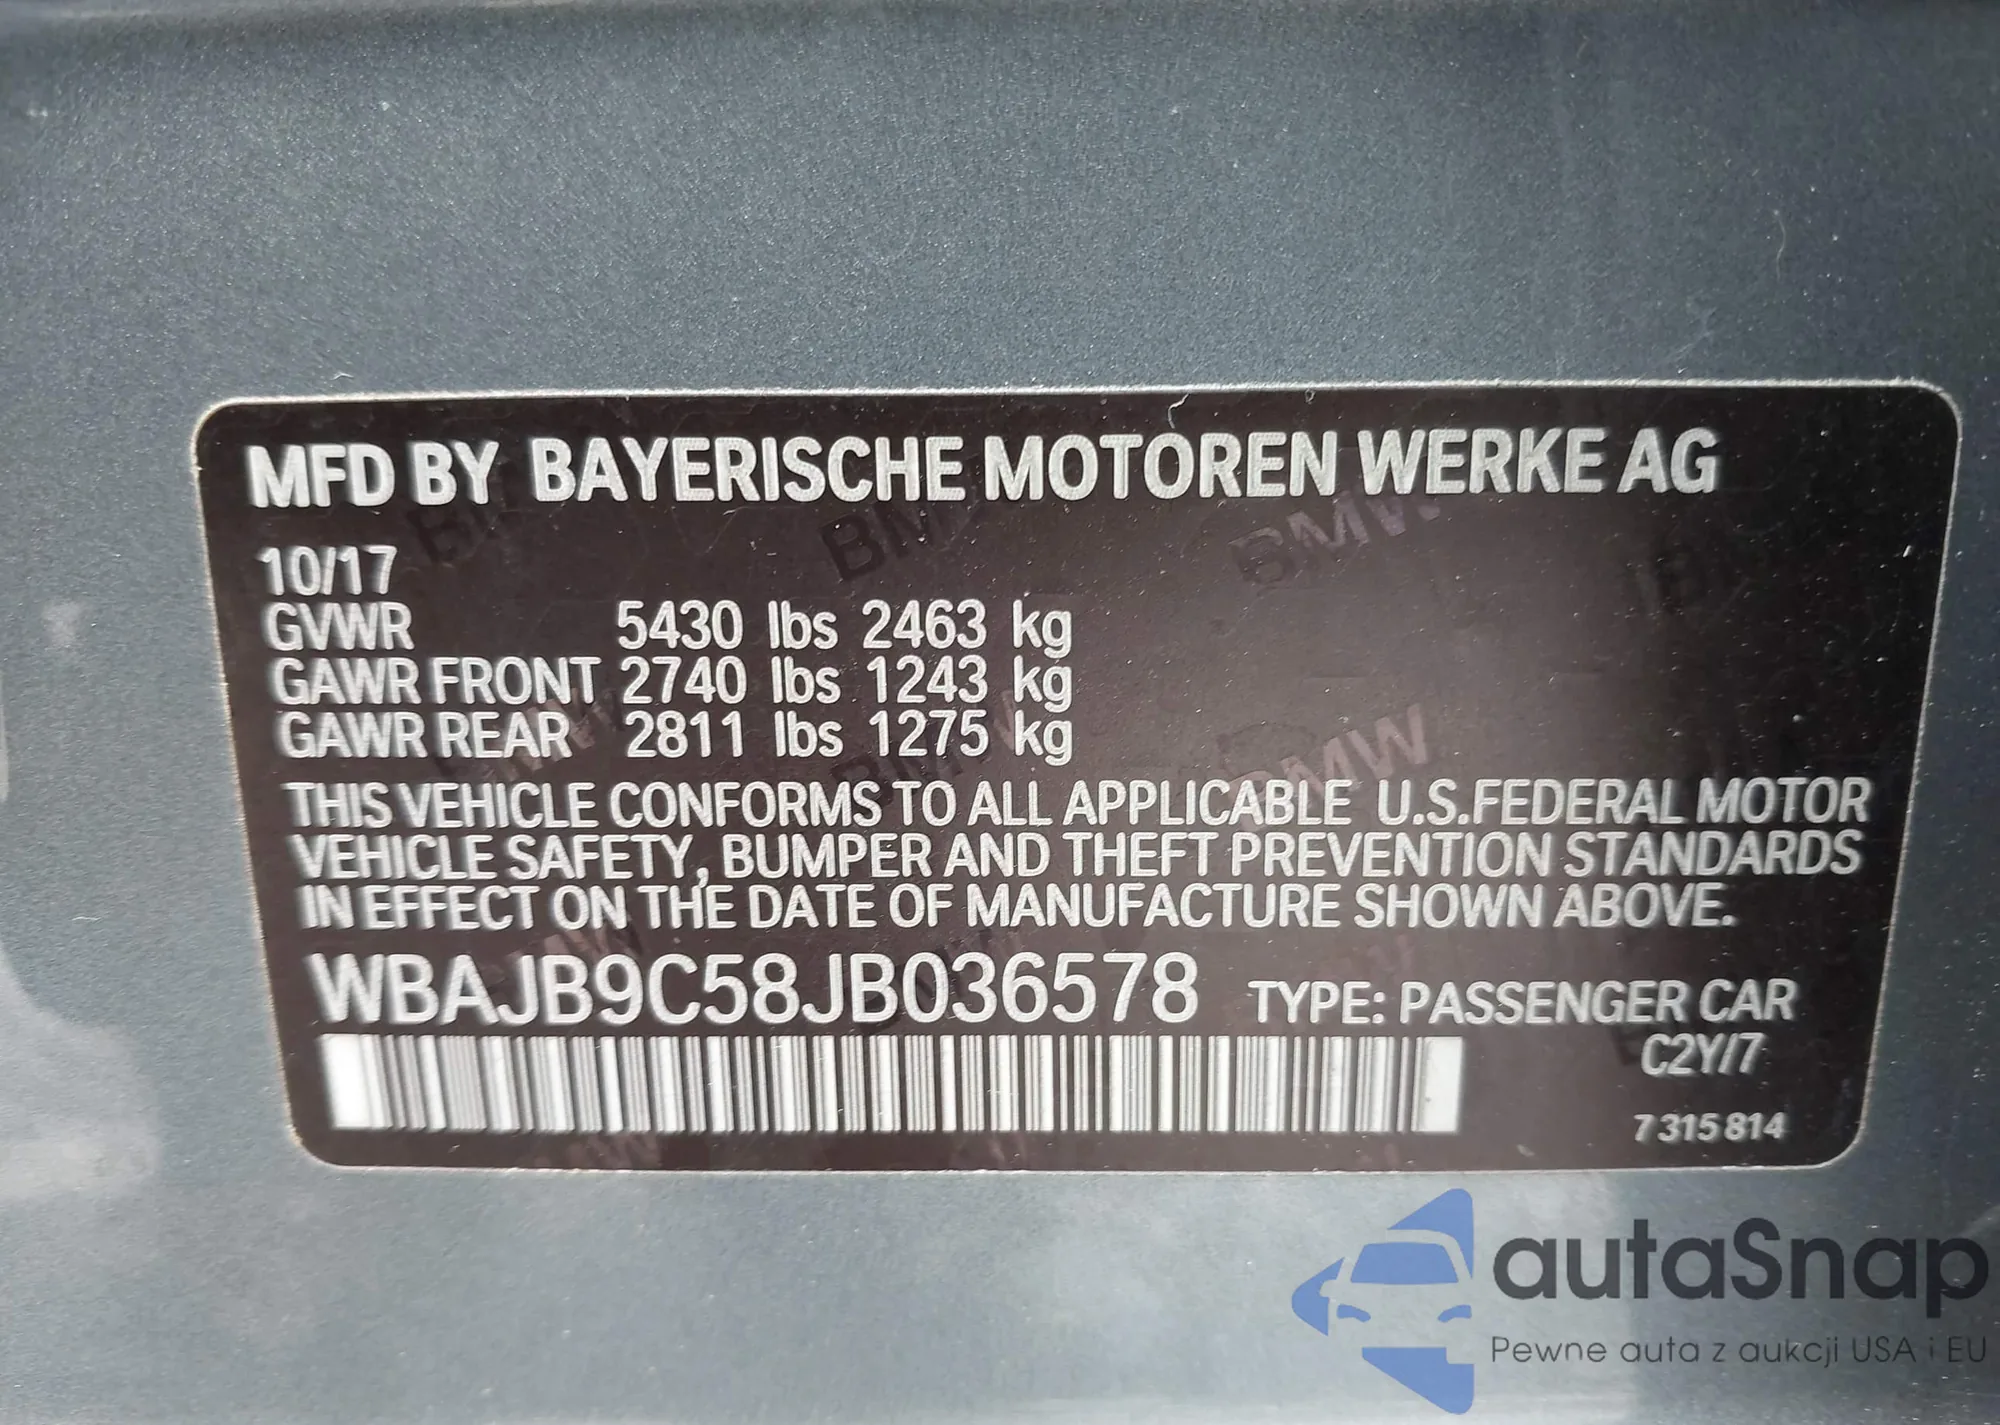 MFD BY BAYERISCHE MOTOREN WERKE AG
10/17
GVWR 5430 lbs 2463 kg
GAWR FRONT 2740 lbs 1243 kg
GAWR REAR 2811 lbs 1275 kg
THIS VEHICLE CONFORMS TO ALL APPLICABLE U.S.FEDERAL MOTOR
VEHICLE SAFETY, BUMPER AND THEFT PREVENTION STANDARDS
IN EFFECT ON THE DATE OF MANUFACTURE SHOWN ABOVE.
WBAJB9C58JB036578 TYPE: PASSENGER CAR
C2Y/7
7 315 814
autaSnap
Pewne auta z aukcji USA i EU